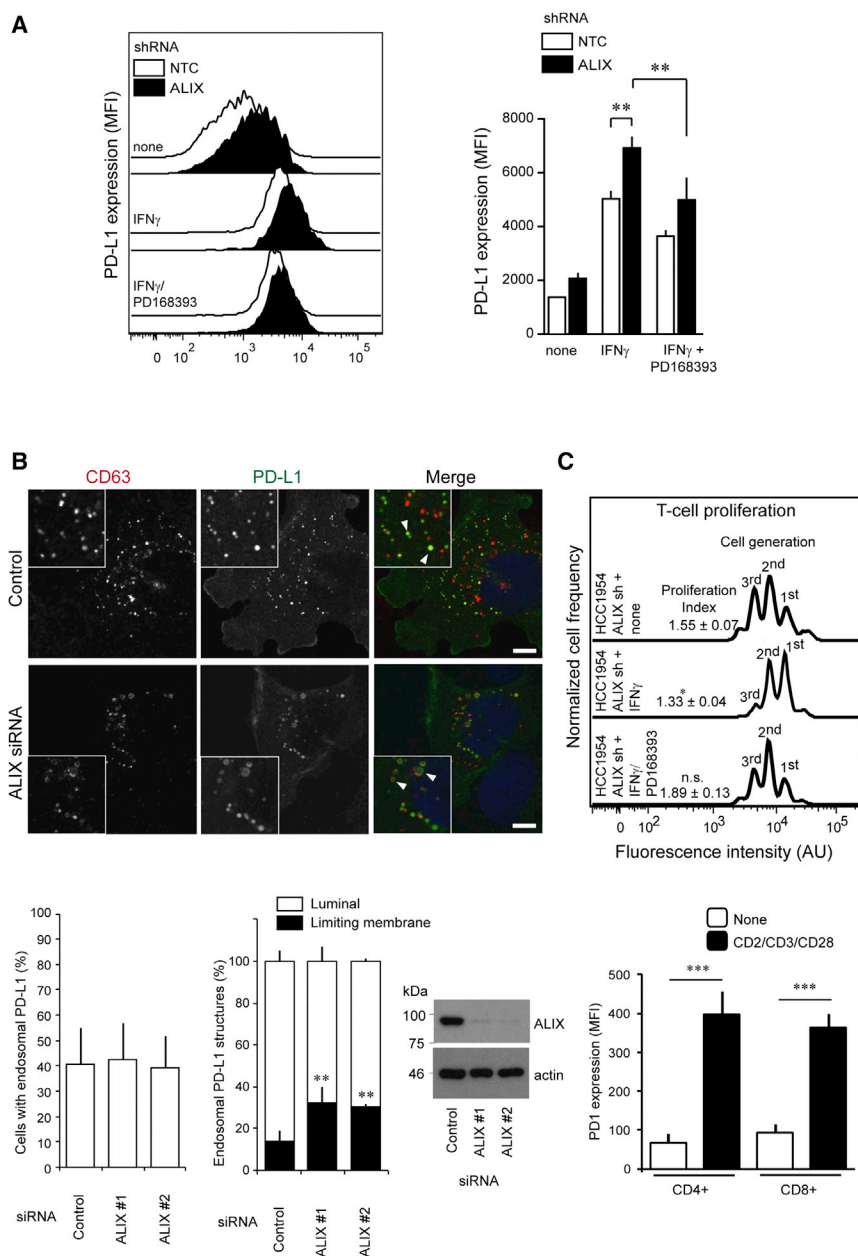 A
shRNA
NTC
ALIX
none
IFNγ
IFNγ/
PD168393
PD-L1 expression (MFI)
0 10² 10³ 10⁴ 10⁵
shRNA
NTC
ALIX
**
**
8000
6000
4000
2000
0
PD-L1 expression (MFI)
none IFNγ IFNγ +
PD168393
B
CD63 PD-L1 Merge
Control
ALIX siRNA
C
T-cell proliferation
Cell generation
Normalized cell frequency
HCC1954
ALIX sh +
none
Proliferation
Index
1.55 ± 0.07
3rd 2nd 1st
HCC1954
ALIX sh +
IFNγ
*
1.33 ± 0.04
3rd 2nd 1st
HCC1954
ALIX sh +
IFNγ/
PD168393
n.s.
1.89 ± 0.13
3rd 2nd 1st
0 10² 10³ 10⁴ 10⁵
Fluorescence intensity (AU)
Cells with endosomal PD-L1 (%)
100
90
80
70
60
50
40
30
20
10
0
siRNA
Control
ALIX #1
ALIX #2
Luminal
Limiting membrane
Endosomal PD-L1 structures (%)
100
80
60
40
20
0
**
**
siRNA
Control
ALIX #1
ALIX #2
kDa
100
75
46
ALIX
actin
Control
ALIX #1
ALIX #2
siRNA
None
CD2/CD3/CD28
PD1 expression (MFI)
400
300
200
100
0
***
***
CD4+ CD8+